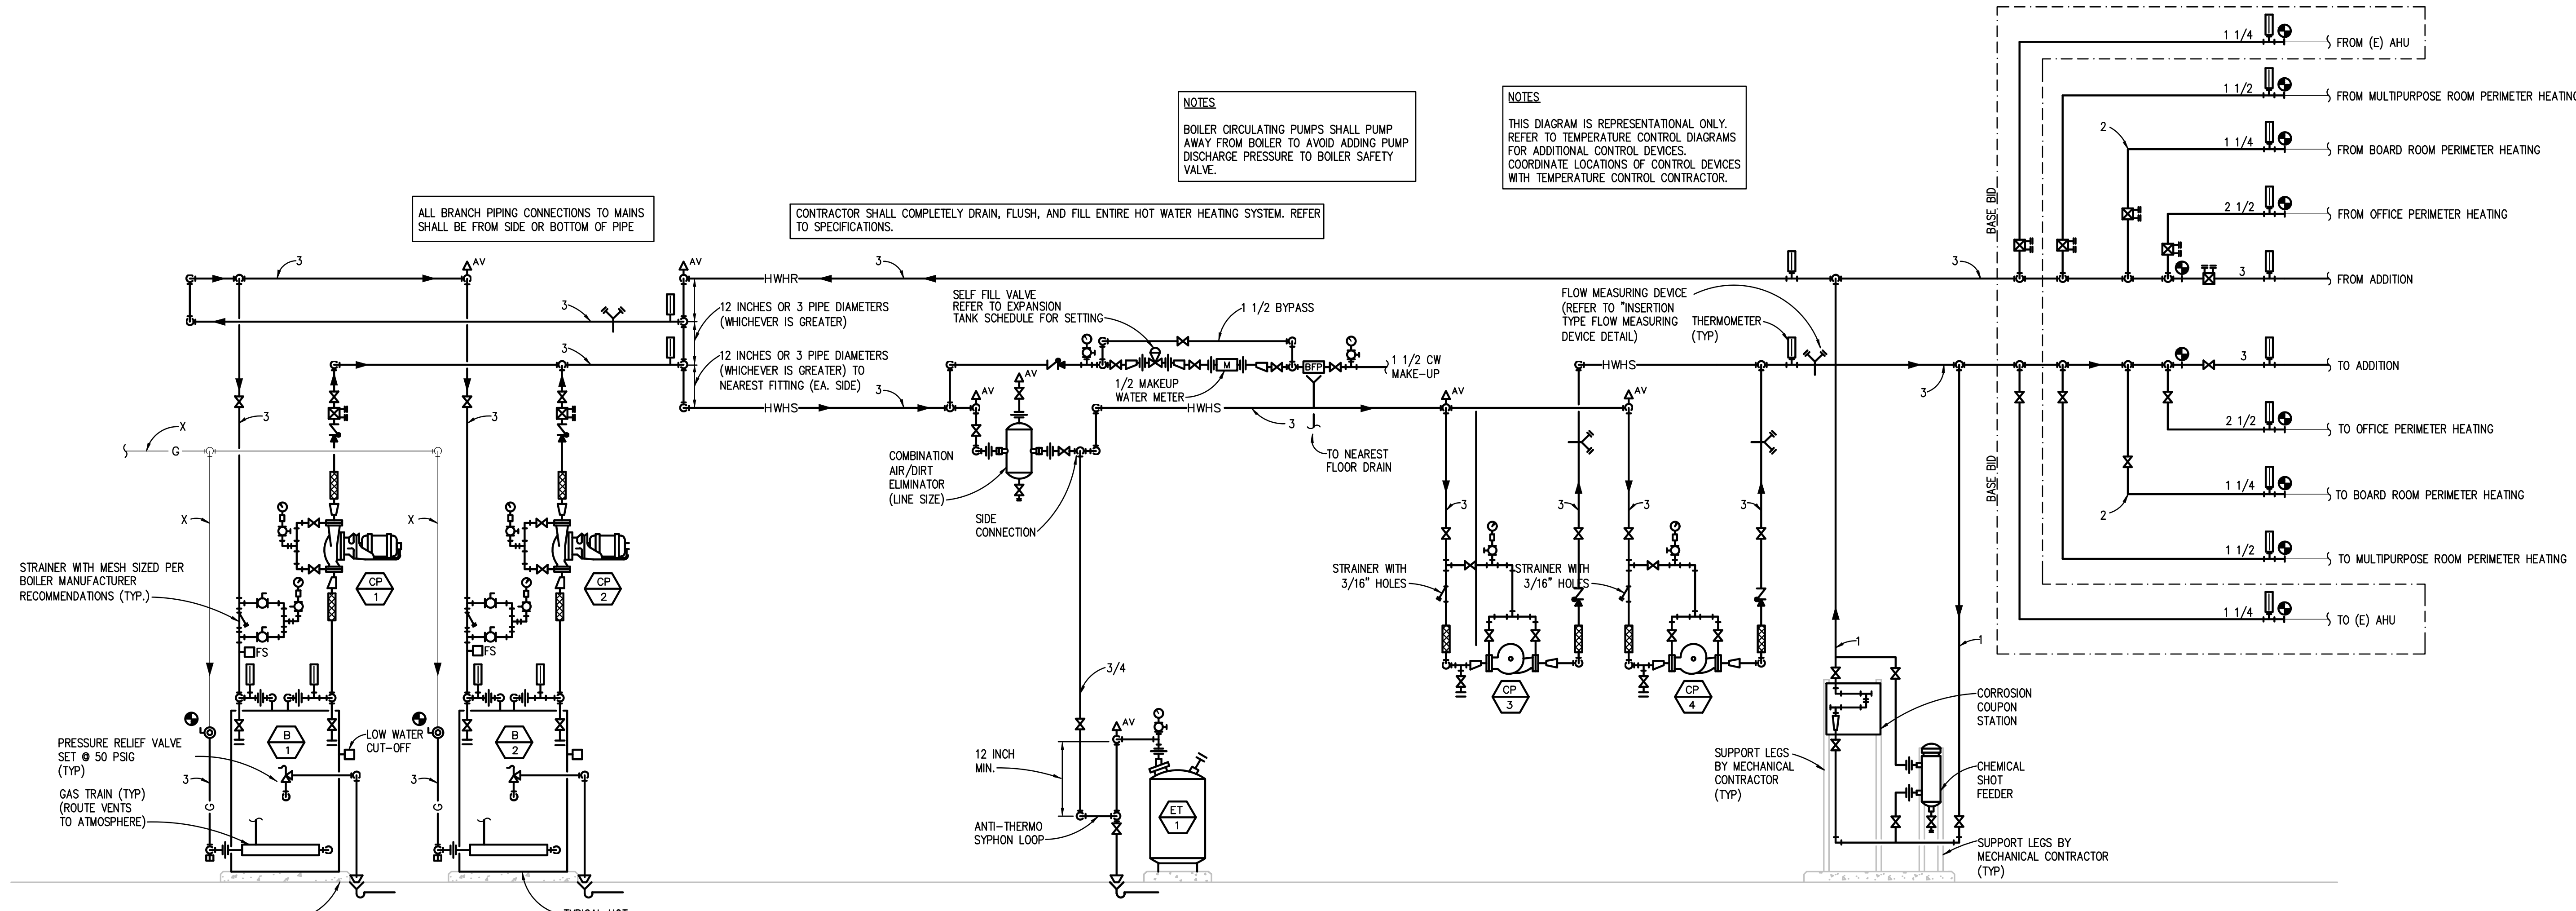 NOTES
BOILER CIRCULATING PUMPS SHALL PUMP
AWAY FROM BOILER TO AVOID ADDING PUMP
DISCHARGE PRESSURE TO BOILER SAFETY
VALVE.
NOTES
THIS DIAGRAM IS REPRESENTATIONAL ONLY.
REFER TO TEMPERATURE CONTROL DIAGRAMS
FOR ADDITIONAL CONTROL DEVICES.
COORDINATE LOCATIONS OF CONTROL DEVICES
WITH TEMPERATURE CONTROL CONTRACTOR.
ALL BRANCH PIPING CONNECTIONS TO MAINS
SHALL BE FROM SIDE OR BOTTOM OF PIPE
CONTRACTOR SHALL COMPLETELY DRAIN, FLUSH, AND FILL ENTIRE HOT WATER HEATING SYSTEM. REFER
TO SPECIFICATIONS.
BASE BID
1 1/4
FROM (E) AHU
1 1/2
FROM MULTIPURPOSE ROOM PERIMETER HEATING
2
1 1/4
FROM BOARD ROOM PERIMETER HEATING
2 1/2
FROM OFFICE PERIMETER HEATING
3
3
FROM ADDITION
3
AV
AV
HWHR
3
3
3
12 INCHES OR 3 PIPE DIAMETERS
(WHICHEVER IS GREATER)
12 INCHES OR 3 PIPE DIAMETERS
(WHICHEVER IS GREATER) TO
NEAREST FITTING (EA. SIDE)
HWHS
3
SELF FILL VALVE
REFER TO EXPANSION
TANK SCHEDULE FOR SETTING
1 1/2 BYPASS
M
BFP
1 1/2 CW
MAKE-UP
1/2 MAKEUP
WATER METER
AV
AV
HWHS
3
TO NEAREST
FLOOR DRAIN
FLOW MEASURING DEVICE
(REFER TO "INSERTION
TYPE FLOW MEASURING
DEVICE DETAIL)
THERMOMETER
(TYP)
AV
AV
HWHS
3
3
TO ADDITION
2 1/2
TO OFFICE PERIMETER HEATING
BASE BID
1 1/4
TO BOARD ROOM PERIMETER HEATING
2
1 1/2
TO MULTIPURPOSE ROOM PERIMETER HEATING
1 1/4
TO (E) AHU
3
3
X
G
X
X
COMBINATION
AIR/DIRT
ELIMINATOR
(LINE SIZE)
SIDE
CONNECTION
3
3
3
3
STRAINER WITH MESH SIZED PER
BOILER MANUFACTURER
RECOMMENDATIONS (TYP.)
CP
1
CP
2
FS
FS
STRAINER WITH
3/16" HOLES
STRAINER WITH
3/16" HOLES
CP
3
CP
4
3/4
1
1
PRESSURE RELIEF VALVE
SET @ 50 PSIG
(TYP)
B
1
LOW WATER
CUT-OFF
B
2
3
3
G
G
GAS TRAIN (TYP)
(ROUTE VENTS
TO ATMOSPHERE)
12 INCH
MIN.
AV
ET
1
ANTI-THERMO
SYPHON LOOP
SUPPORT LEGS
BY MECHANICAL
CONTRACTOR
(TYP)
CORROSION
COUPON
STATION
CHEMICAL
SHOT
FEEDER
SUPPORT LEGS BY
MECHANICAL CONTRACTOR
(TYP)